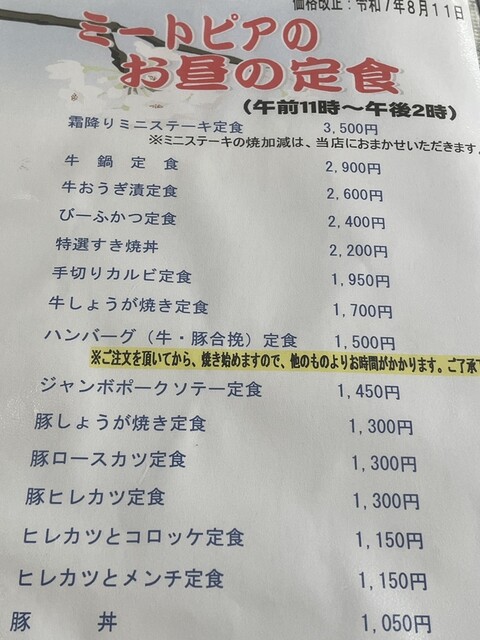 価格改正：令和7年8月11日
ミートピアの
お昼の定食
（午前11時～午後2時）
霜降りミニステーキ定食 3,500円
※ミニステーキの焼加減は、当店におまかせいただきます。
牛 鍋 定 食 2,900円
牛おうぎ漬定食 2,600円
びーふかつ定食 2,400円
特選すき焼丼 2,200円
手切りカルビ定食 1,950円
牛しょうが焼き定食 1,700円
ハンバーグ（牛・豚合挽）定食 1,500円
※ご注文を頂いてから、焼き始めますので、他のものよりお時間がかかります。ご了承下
ジャンボポークソテー定食 1,450円
豚しょうが焼き定食 1,300円
豚ロースカツ定食 1,300円
豚ヒレカツ定食 1,300円
ヒレカツとコロッケ定食 1,150円
ヒレカツとメンチ定食 1,150円
豚 丼 1,050円